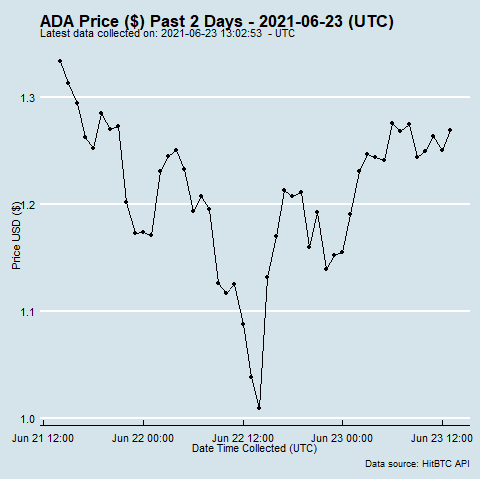 ADA Price ($) Past 2 Days - 2021-06-23 (UTC)
Latest data collected on: 2021-06-23 13:02:53 - UTC
1.3
1.2
1.1
1.0
Price USD ($)
Jun 21 12:00 Jun 22 00:00 Jun 22 12:00 Jun 23 00:00 Jun 23 12:00
Date Time Collected (UTC)
Data source: HitBTC API